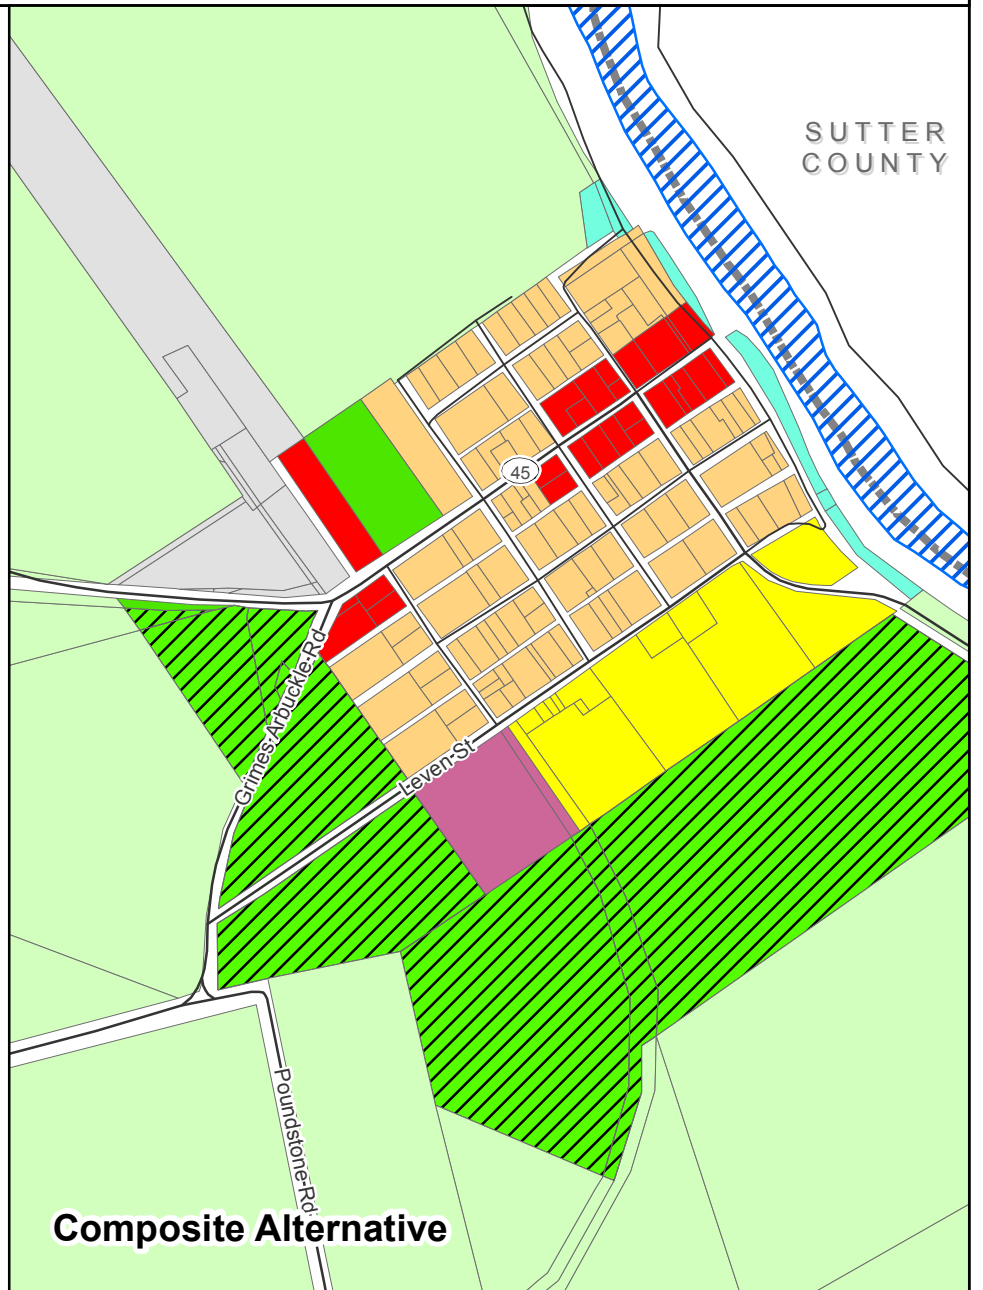 SUTTER
COUNTY
45
Grimes-Arbuckle-Rd
Leven-St
Poundstone-Rd
Composite Alternative